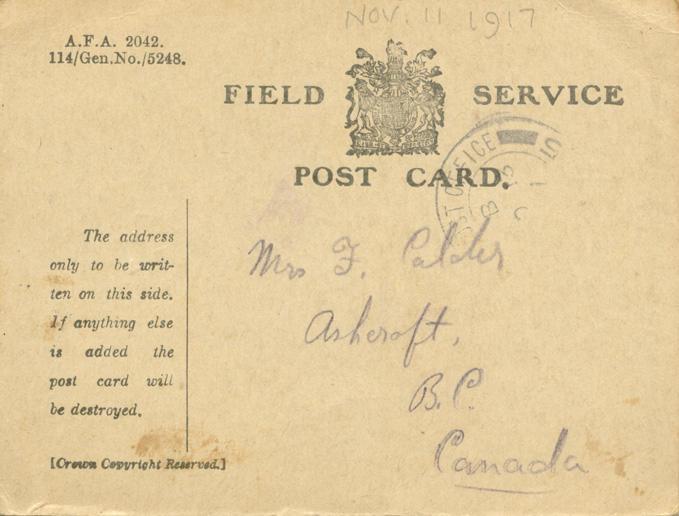 NOV. 11 1917
A.F.A. 2042.
114/Gen.No./5248.
FIELD SERVICE
POST CARD.
The address
only to be writ-
ten on this side.
If anything else
is added the
post card will
be destroyed.
[Crown Copyright Reserved.]
Mrs F. Calder
Ashcroft,
B.C.
Canada